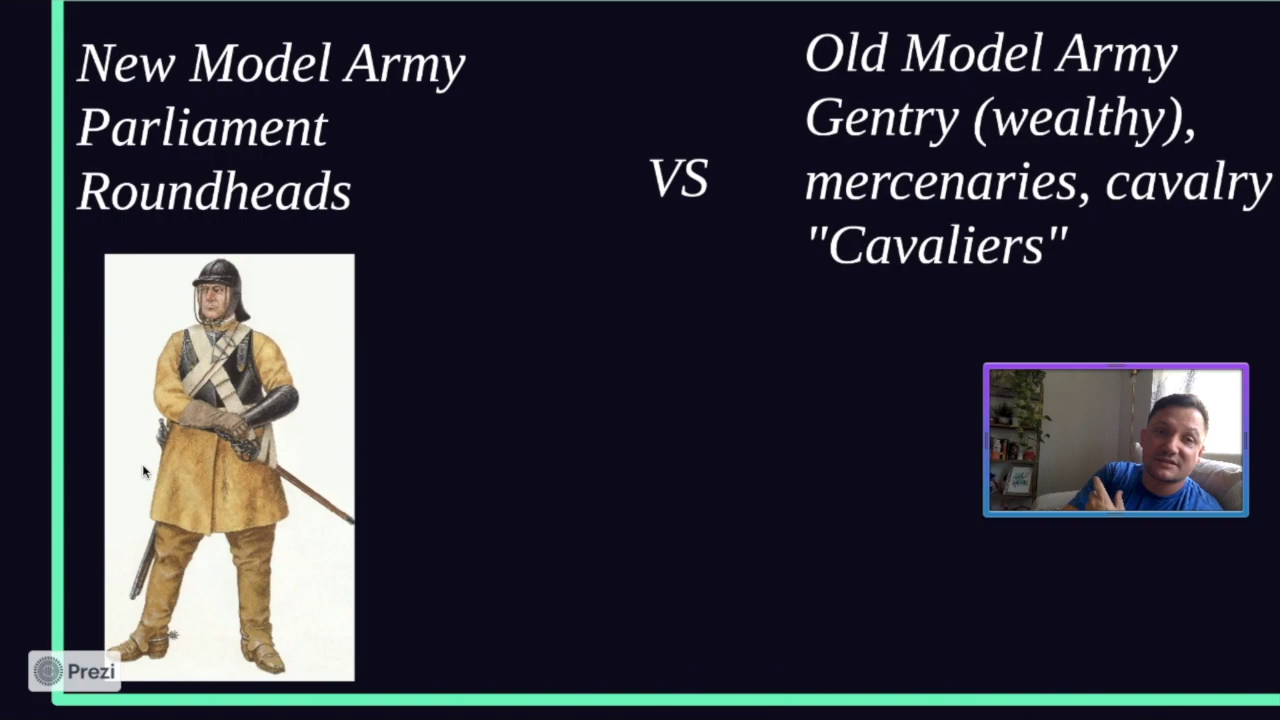 New Model Army
Parliament
Roundheads
VS
Old Model Army
Gentry (wealthy),
mercenaries, cavalry
"Cavaliers"
Prezi